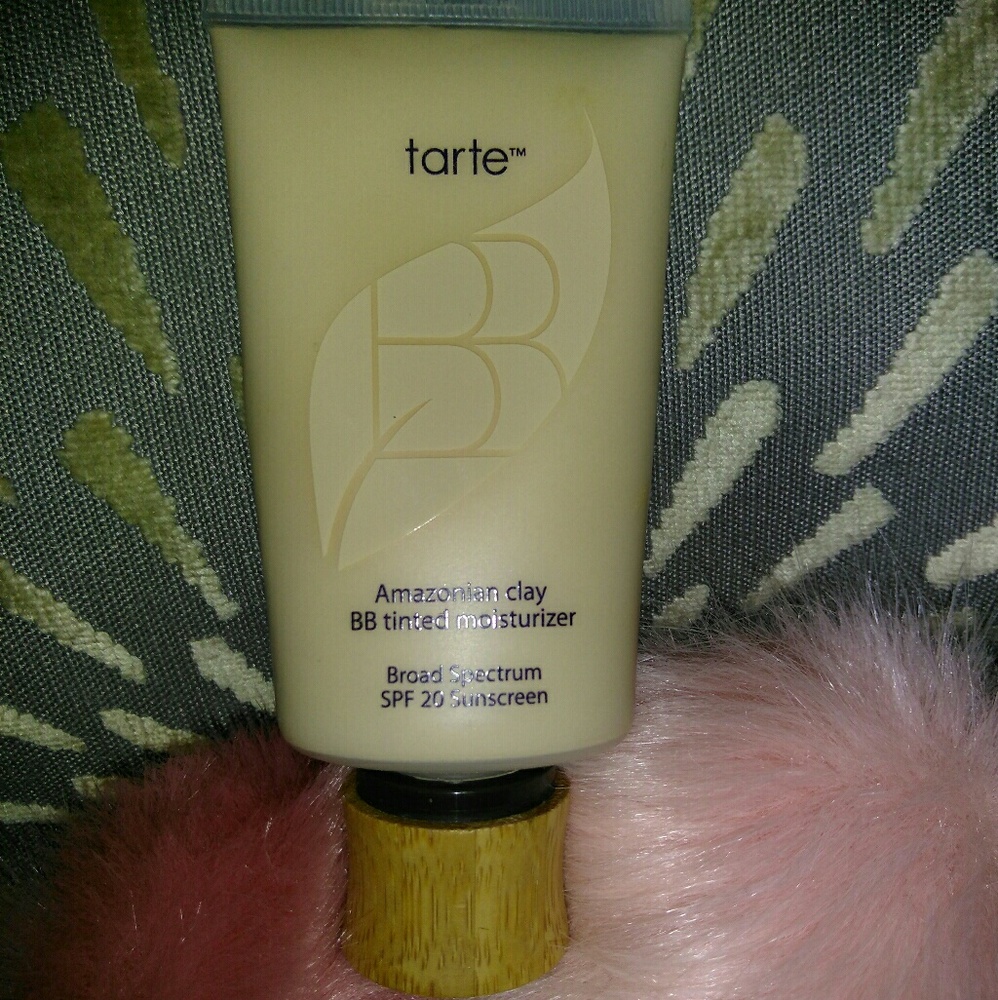 tarte™
BB
Amazonian clay
BB tinted moisturizer
Broad Spectrum
SPF 20 Sunscreen